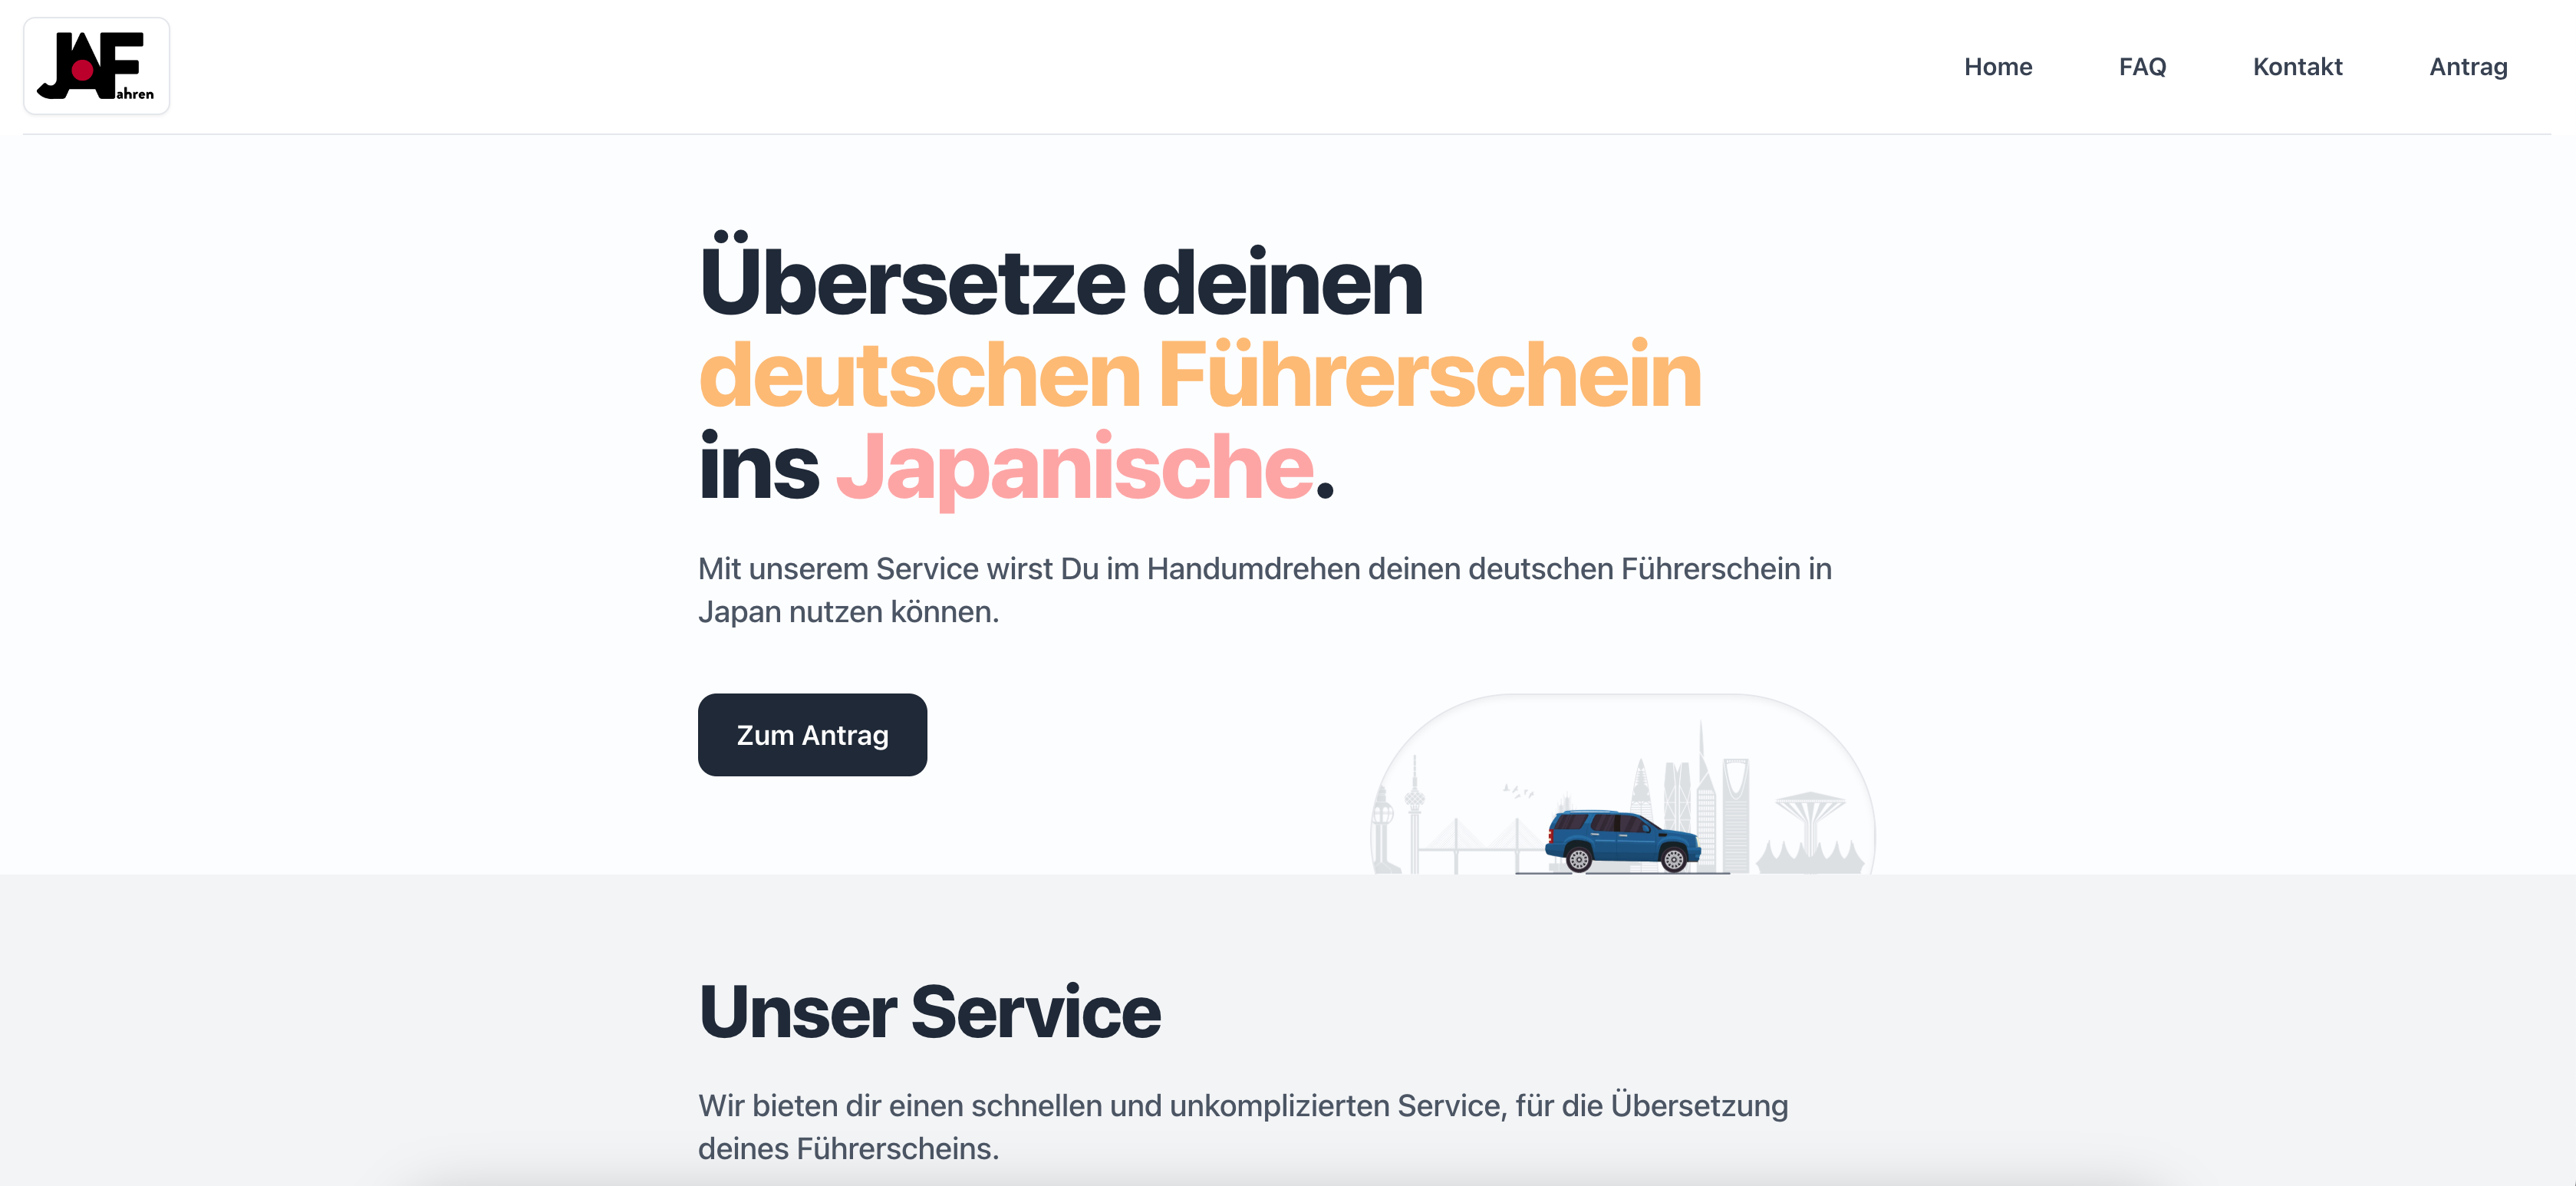 JAFahren
Home
FAQ
Kontakt
Antrag
Übersetze deinen
deutschen Führerschein
ins Japanische.
Mit unserem Service wirst Du im Handumdrehen deinen deutschen Führerschein in
Japan nutzen können.
Zum Antrag
Unser Service
Wir bieten dir einen schnellen und unkomplizierten Service, für die Übersetzung
deines Führerscheins.